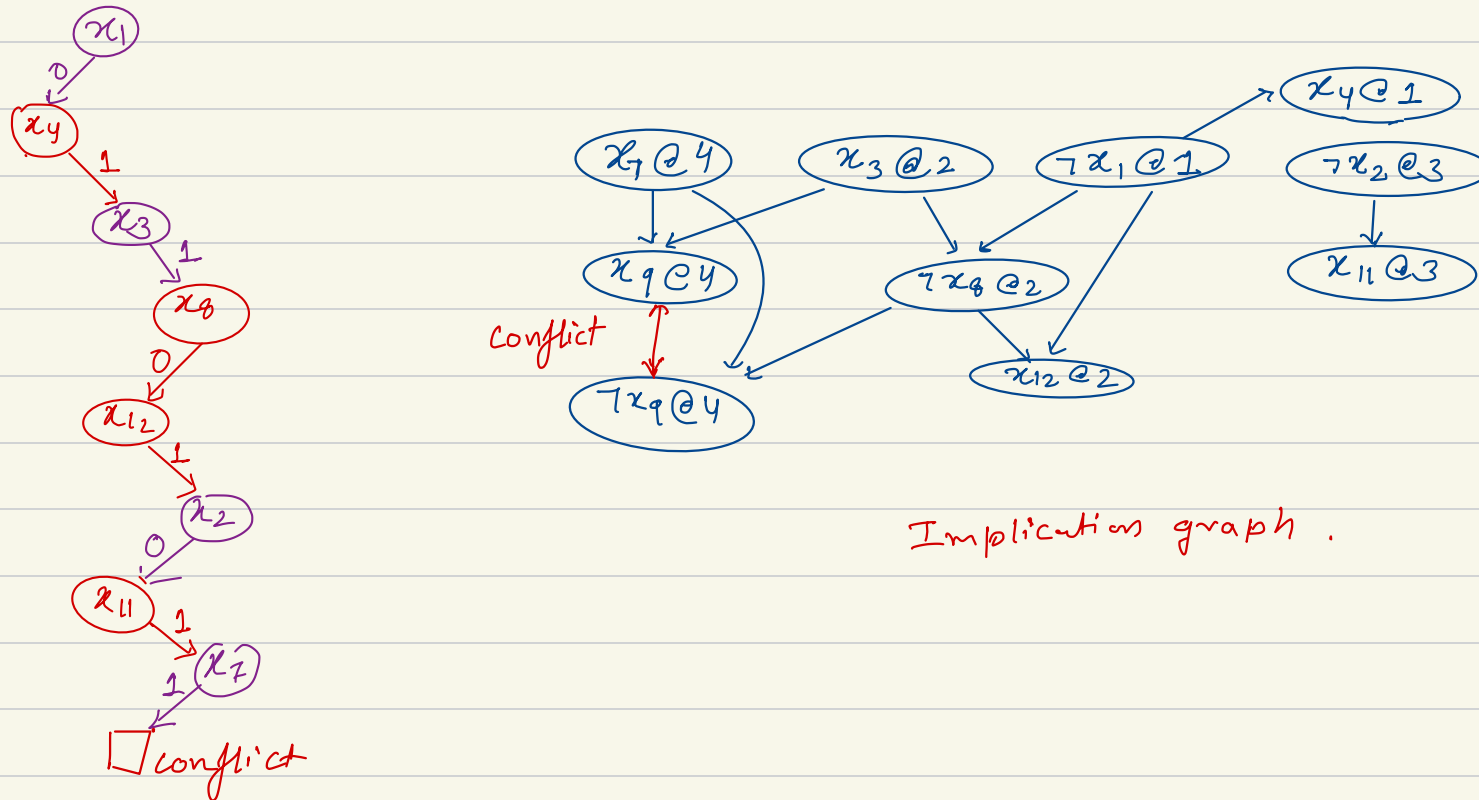 x1
0
x4
1
x3
1
x8
0
x12
1
x2
0
x11
1
x7
1
conflict
x4@1
x7@4
x3@2
¬x1@1
¬x2@3
x9@4
¬x8@2
x11@3
conflict
¬x9@4
x12@2
Implication graph.